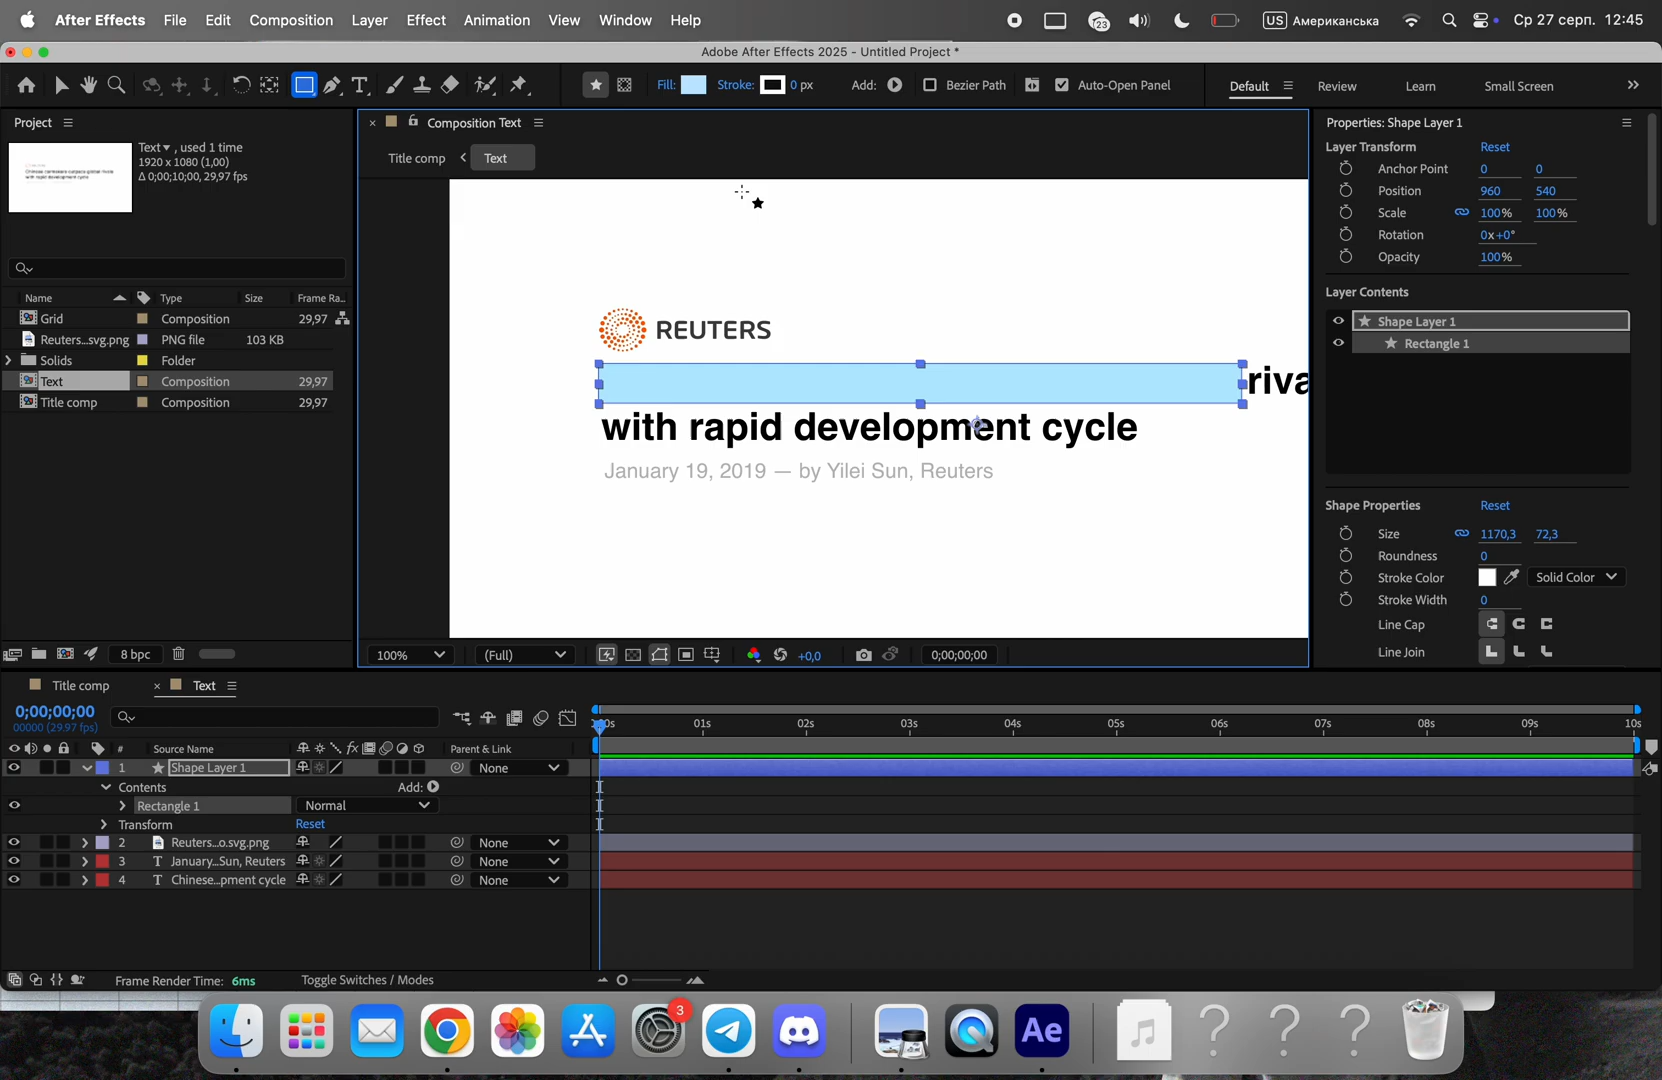 After Effects File Edit Composition Layer Effect Animation View Window Help 23 US Американська Ср 27 серп. 12:45
Adobe After Effects 2025 - Untitled Project *
Fill: Stroke: 0 px Add: Bezier Path Auto-Open Panel Default Review Learn Small Screen
Project
Text , used 1 time
1920 x 1080 (1,00)
Δ 0;00;10;00, 29,97 fps
Name Type Size Frame Ra..
Grid Composition 29,97
Reuters...svg.png PNG file 103 KB
Solids Folder
Text Composition 29,97
Title comp Composition 29,97
8 bpc
Composition Text
Title comp Text
REUTERS
riva
with rapid development cycle
January 19, 2019 — by Yilei Sun, Reuters
100% (Full) +0,0 0;00;00;00
Properties: Shape Layer 1
Layer Transform Reset
Anchor Point 0 0
Position 960 540
Scale 100% 100%
Rotation 0x+0°
Opacity 100%
Layer Contents
Shape Layer 1
Rectangle 1
Shape Properties Reset
Size 1170,3 72,3
Roundness 0
Stroke Color Solid Color
Stroke Width 0
Line Cap
Line Join
Title comp Text
0;00;00;00
00000 (29.97 fps)
:00s 01s 02s 03s 04s 05s 06s 07s 08s 09s 10s
# Source Name fx Parent & Link
1 Shape Layer 1 None
Contents Add:
Rectangle 1 Normal
Transform Reset
2 Reuters...o.svg.png None
3 T January...Sun, Reuters None
4 T Chinese...pment cycle None
Frame Render Time: 6ms Toggle Switches / Modes
3
Ae